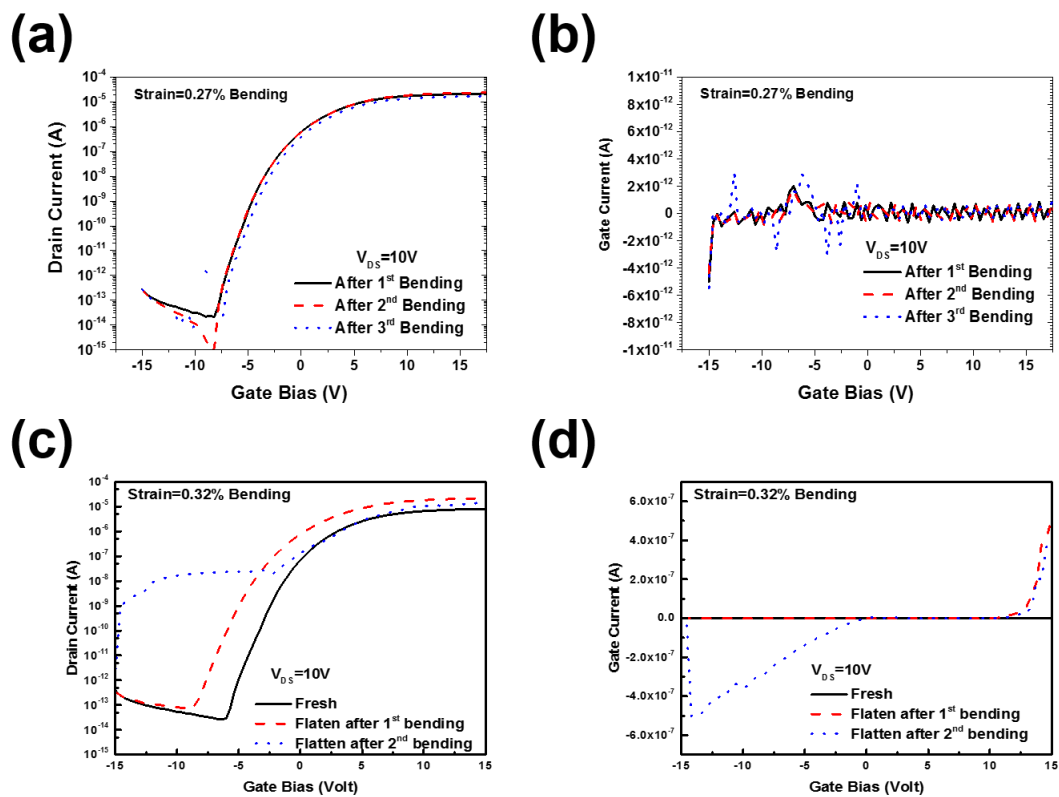 (a)
Strain=0.27% Bending
10⁻⁴
10⁻⁵
10⁻⁶
10⁻⁷
10⁻⁸
10⁻⁹
10⁻¹⁰
10⁻¹¹
10⁻¹²
10⁻¹³
10⁻¹⁴
10⁻¹⁵
Drain Current (A)
V_DS=10V
After 1st Bending
After 2nd Bending
After 3rd Bending
-15 -10 -5 0 5 10 15
Gate Bias (V)
(b)
Strain=0.27% Bending
1x10⁻¹¹
8x10⁻¹²
6x10⁻¹²
4x10⁻¹²
2x10⁻¹²
0
-2x10⁻¹²
-4x10⁻¹²
-6x10⁻¹²
-8x10⁻¹²
-1x10⁻¹¹
Gate Current (A)
V_DS=10V
After 1st Bending
After 2nd Bending
After 3rd Bending
-15 -10 -5 0 5 10 15
Gate Bias (V)
(c)
Strain=0.32% Bending
10⁻⁴
10⁻⁵
10⁻⁶
10⁻⁷
10⁻⁸
10⁻⁹
10⁻¹⁰
10⁻¹¹
10⁻¹²
10⁻¹³
10⁻¹⁴
10⁻¹⁵
Drain Current (A)
V_DS=10V
Fresh
Flaten after 1st bending
Flatten after 2nd bending
-15 -10 -5 0 5 10 15
Gate Bias (Volt)
(d)
Strain=0.32% Bending
6.0x10⁻⁷
4.0x10⁻⁷
2.0x10⁻⁷
0.0
-2.0x10⁻⁷
-4.0x10⁻⁷
-6.0x10⁻⁷
Gate Current (A)
V_DS=10V
Fresh
Flaten after 1st bending
Flatten after 2nd bending
-15 -10 -5 0 5 10 15
Gate Bias (Volt)